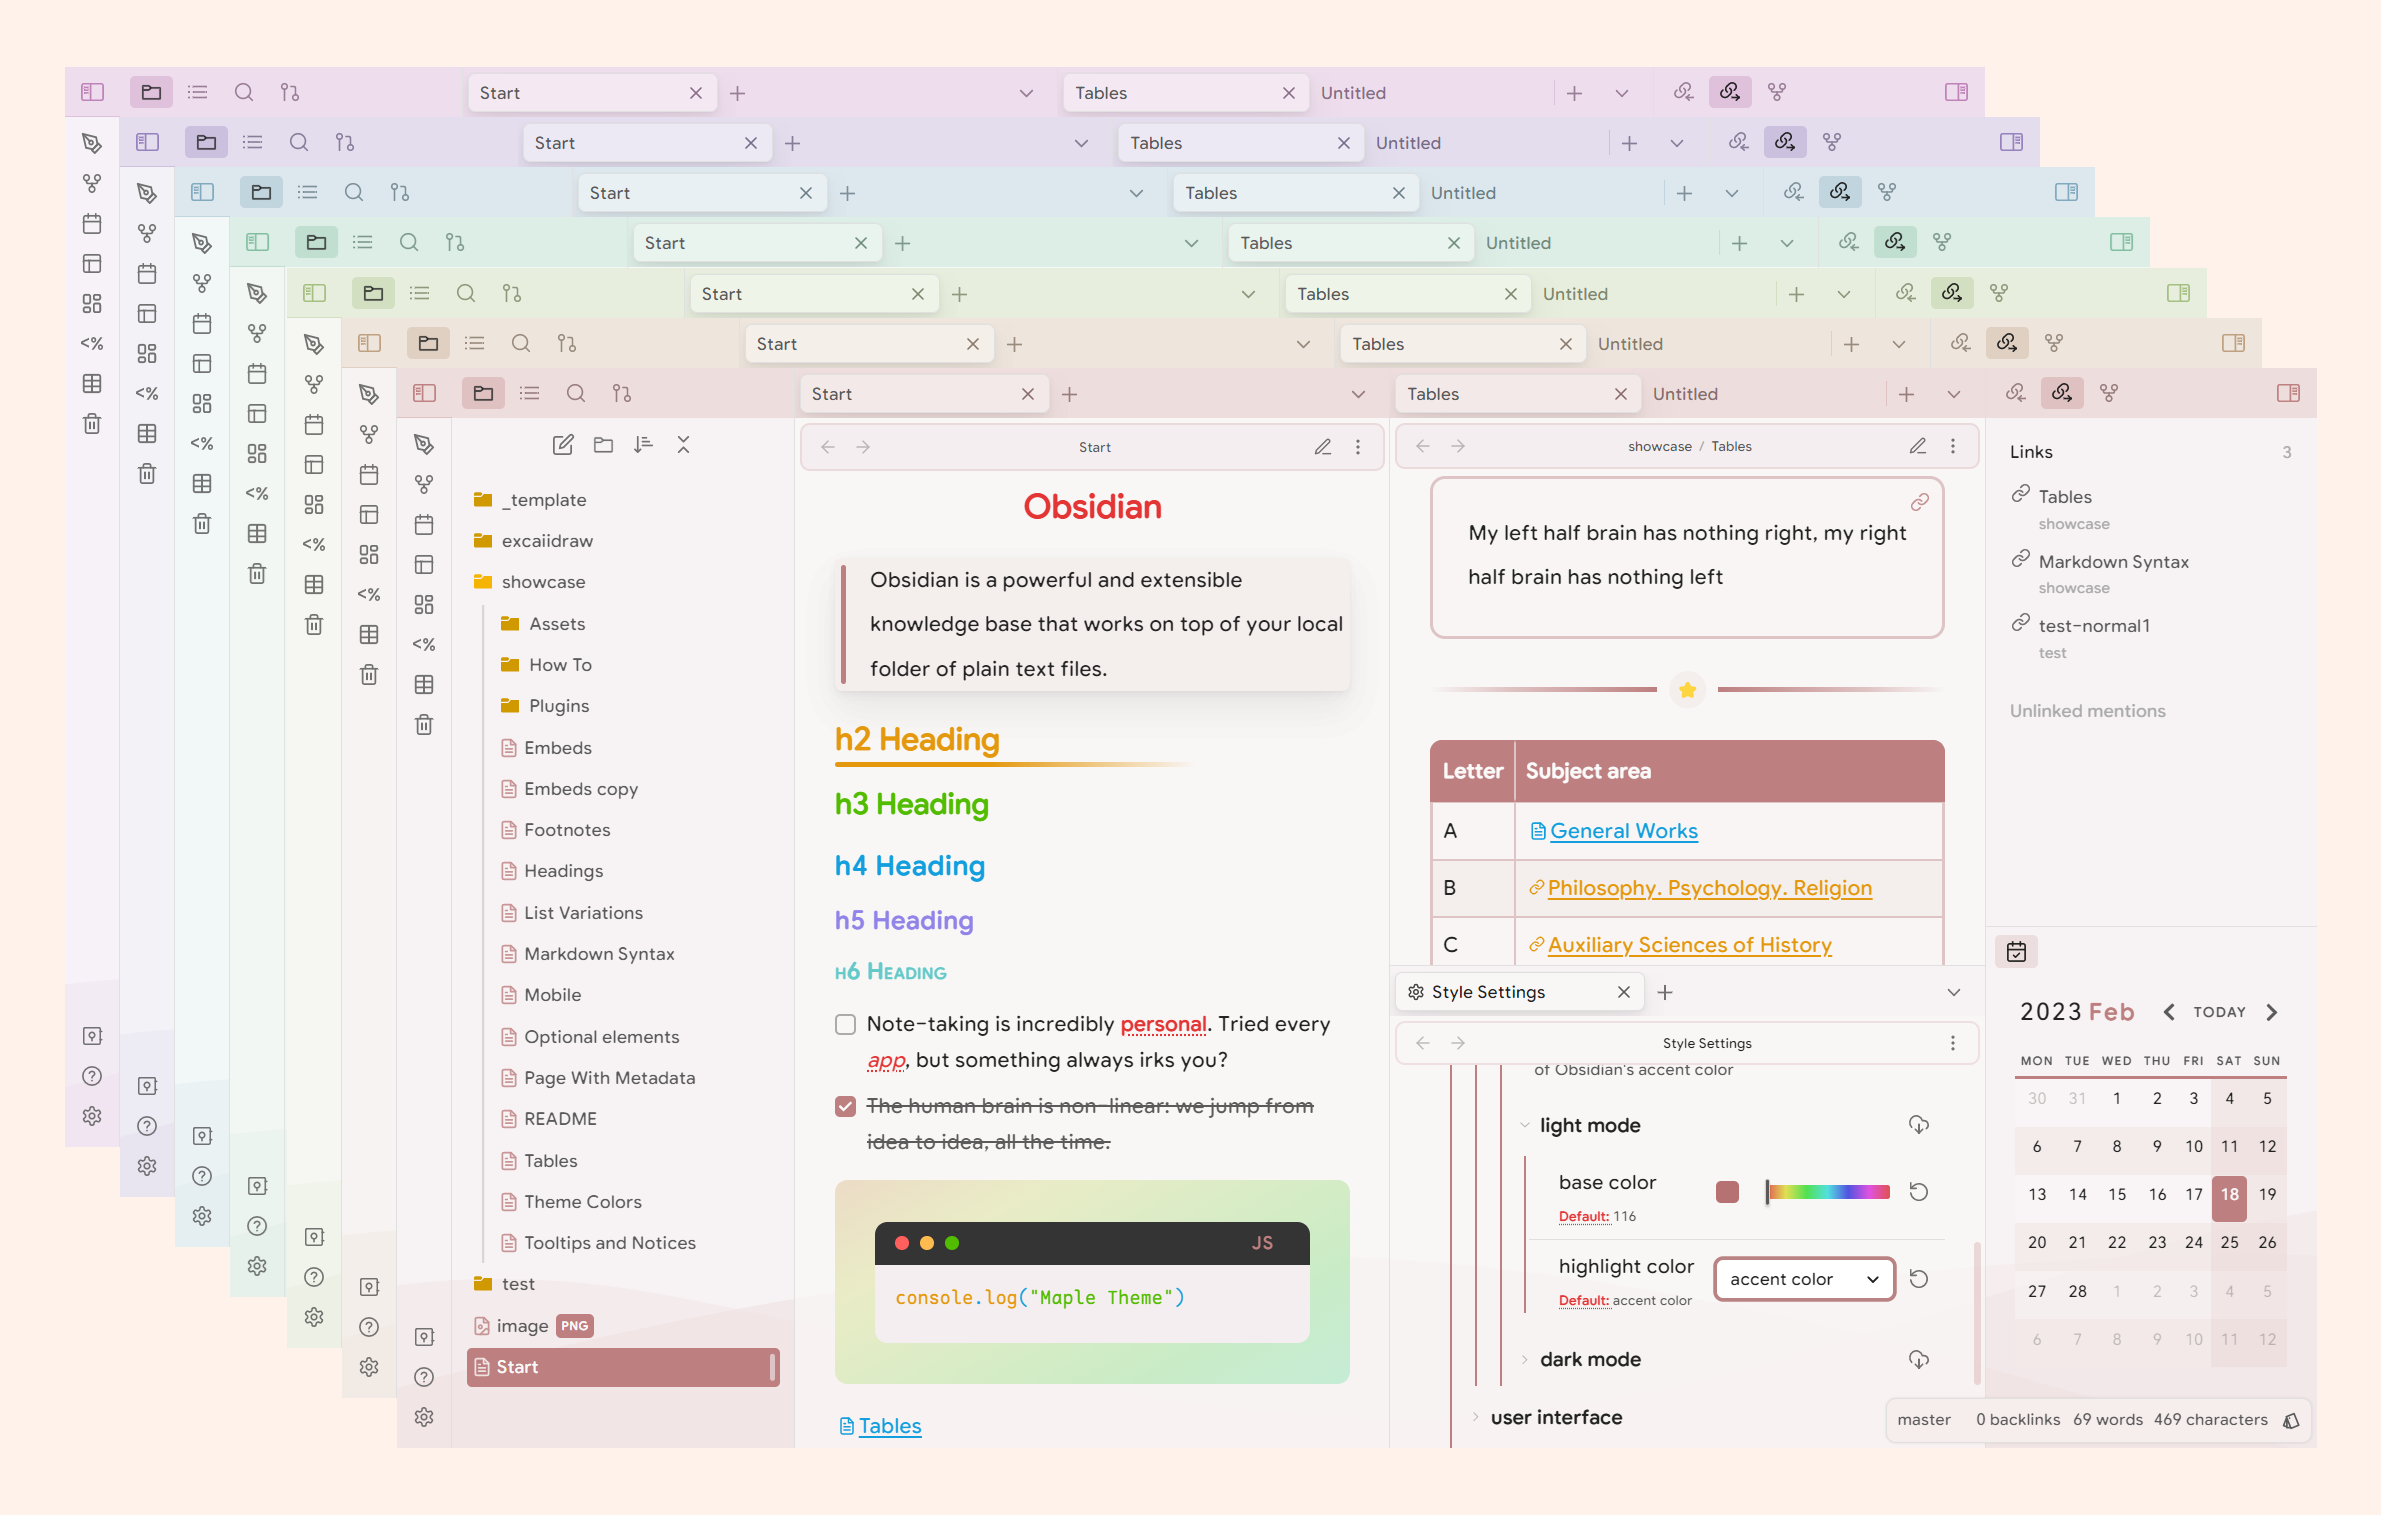 Start
Tables
Untitled
Start
Tables
Untitled
Start
Tables
Untitled
Start
Tables
Untitled
Start
Tables
Untitled
Start
Tables
Untitled
Start
Tables
Untitled
<%
<%
<%
<%
<%
<%
<%
_template
excaiidraw
showcase
Assets
How To
Plugins
Embeds
Embeds copy
Footnotes
Headings
List Variations
Markdown Syntax
Mobile
Optional elements
Page With Metadata
README
Tables
Theme Colors
Tooltips and Notices
test
image PNG
Start
Start
Obsidian
Obsidian is a powerful and extensible
knowledge base that works on top of your local
folder of plain text files.
h2 Heading
h3 Heading
h4 Heading
h5 Heading
H6 HEADING
Note-taking is incredibly personal. Tried every
app, but something always irks you?
The human brain is non-linear: we jump from
idea to idea, all the time.
JS
console.log("Maple Theme")
Tables
showcase / Tables
My left half brain has nothing right, my right
half brain has nothing left
Letter Subject area
A General Works
B Philosophy. Psychology. Religion
C Auxiliary Sciences of History
Style Settings
Style Settings
of Obsidian's accent color
light mode
base color
Default: 116
highlight color
Default: accent color
accent color
dark mode
user interface
Links 3
Tables
showcase
Markdown Syntax
showcase
test-normal1
test
Unlinked mentions
2023 Feb TODAY
MON TUE WED THU FRI SAT SUN
30 31 1 2 3 4 5
6 7 8 9 10 11 12
13 14 15 16 17 18 19
20 21 22 23 24 25 26
27 28 1 2 3 4 5
6 7 8 9 10 11 12
master 0 backlinks 69 words 469 characters